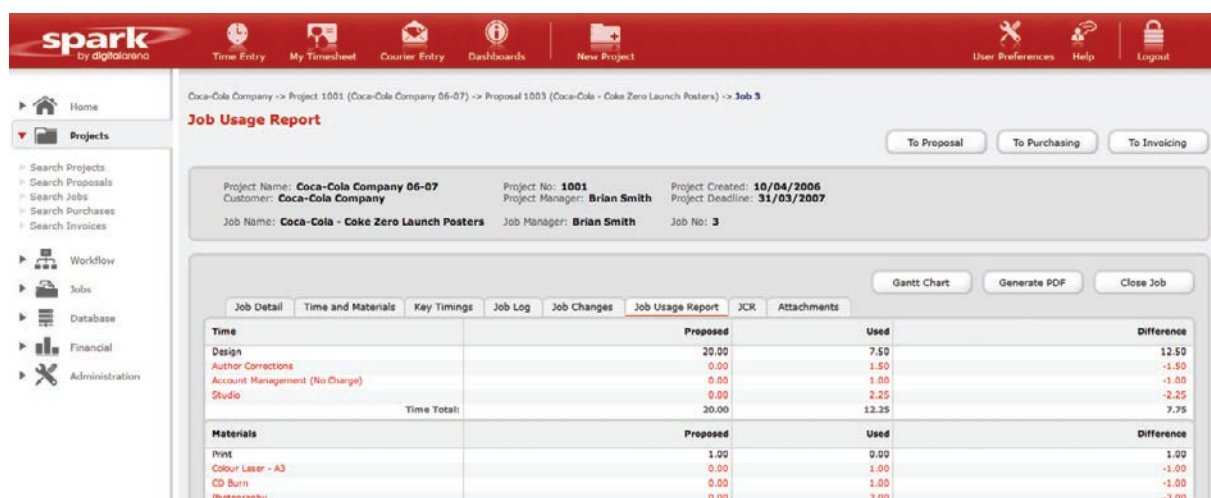 spark
by digitalarena
Time Entry My Timesheet Courier Entry Dashboards New Project User Preferences Help Logout
Home
Projects
Search Projects
Search Proposals
Search Jobs
Search Purchases
Search Invoices
Workflow
Jobs
Database
Financial
Administration
Coca-Cola Company -> Project 1001 (Coca-Cola Company 06-07) -> Proposal 1003 (Coca-Cola - Coke Zero Launch Posters) -> Job 3
Job Usage Report
To Proposal To Purchasing To Invoicing
Project Name: Coca-Cola Company 06-07 Project No: 1001 Project Created: 10/04/2006
Customer: Coca-Cola Company Project Manager: Brian Smith Project Deadline: 31/03/2007
Job Name: Coca-Cola - Coke Zero Launch Posters Job Manager: Brian Smith Job No: 3
Gantt Chart Generate PDF Close Job
Job Detail Time and Materials Key Timings Job Log Job Changes Job Usage Report JCR Attachments
Time Proposed Used Difference
Design 20.00 7.50 12.50
Author Corrections 0.00 1.50 -1.50
Account Management (No Charge) 0.00 1.00 -1.00
Studio 0.00 2.25 -2.25
Time Total: 20.00 12.25 7.75
Materials Proposed Used Difference
Print 1.00 0.00 1.00
Colour Laser - A3 0.00 1.00 -1.00
CD Burn 0.00 1.00 -1.00
Photography 0.00